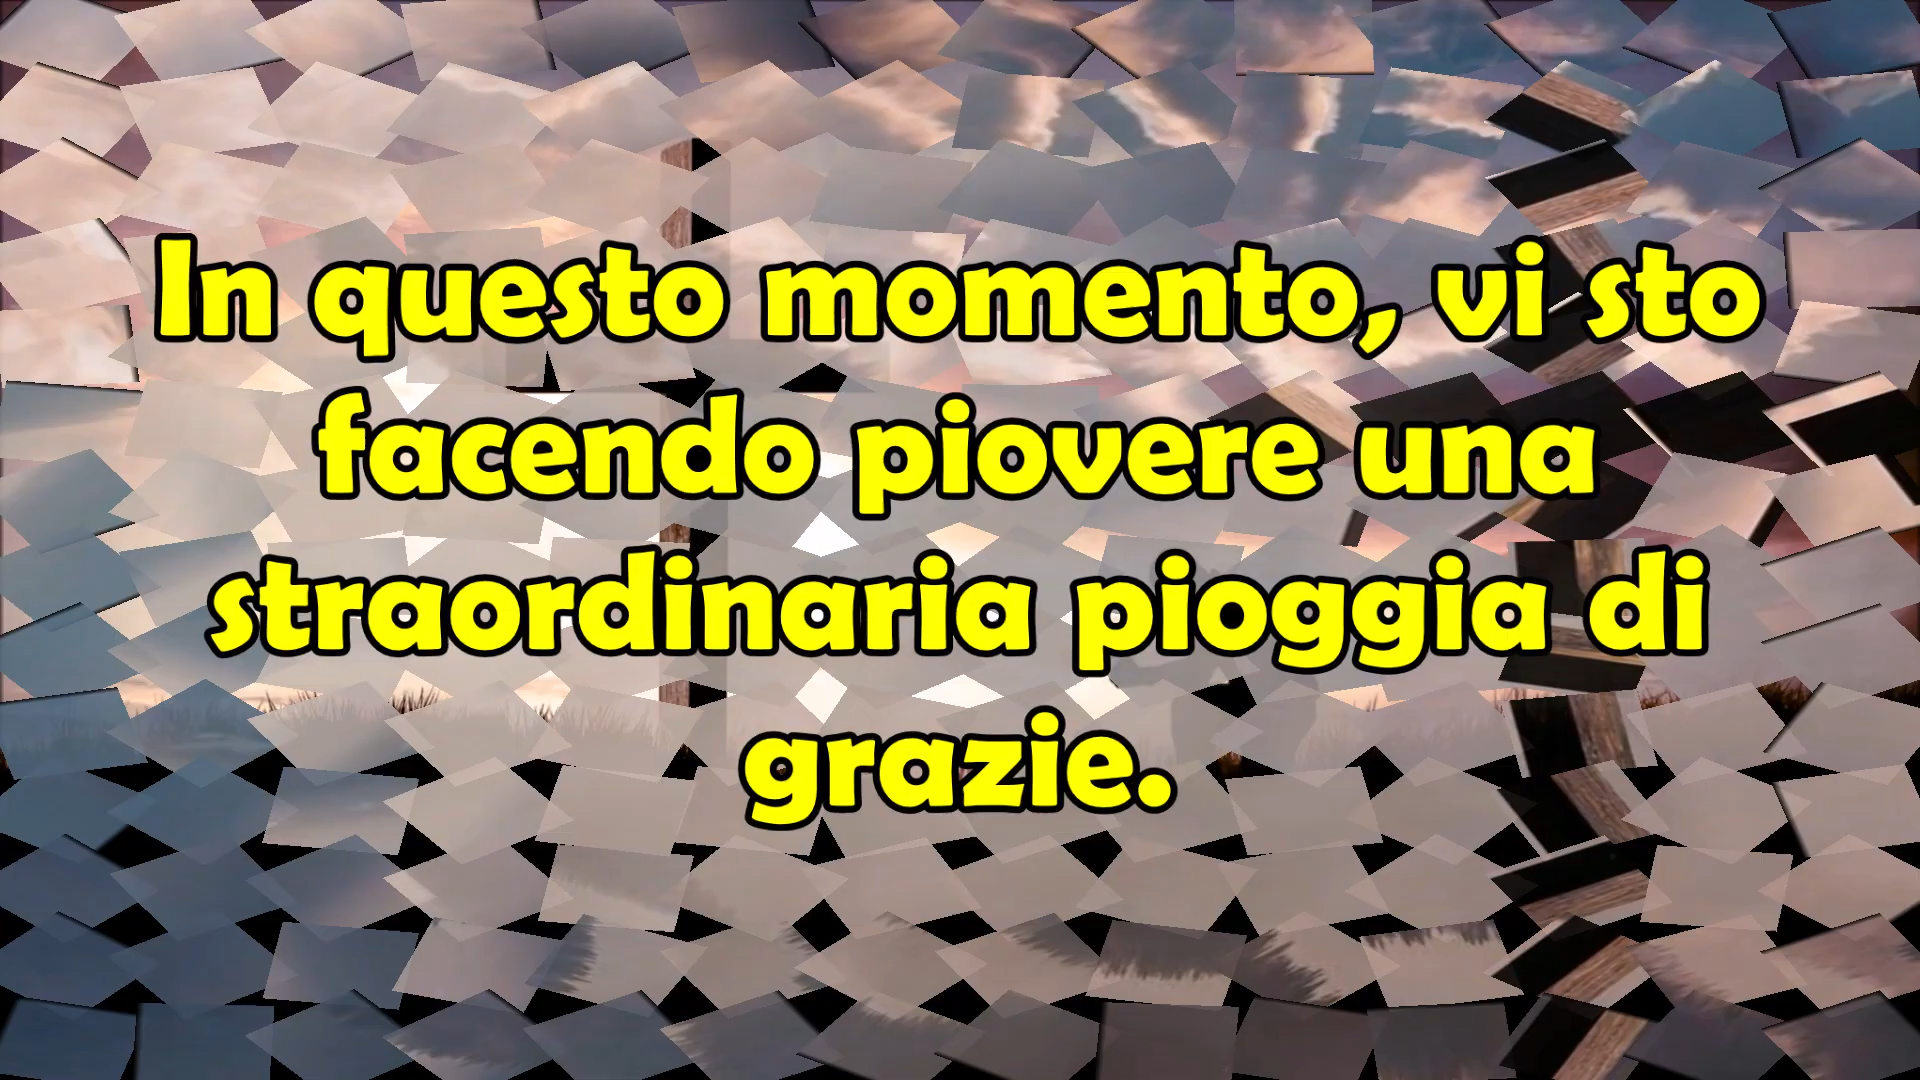 In questo momento, vi sto
facendo piovere una
straordinaria pioggia di
grazie.